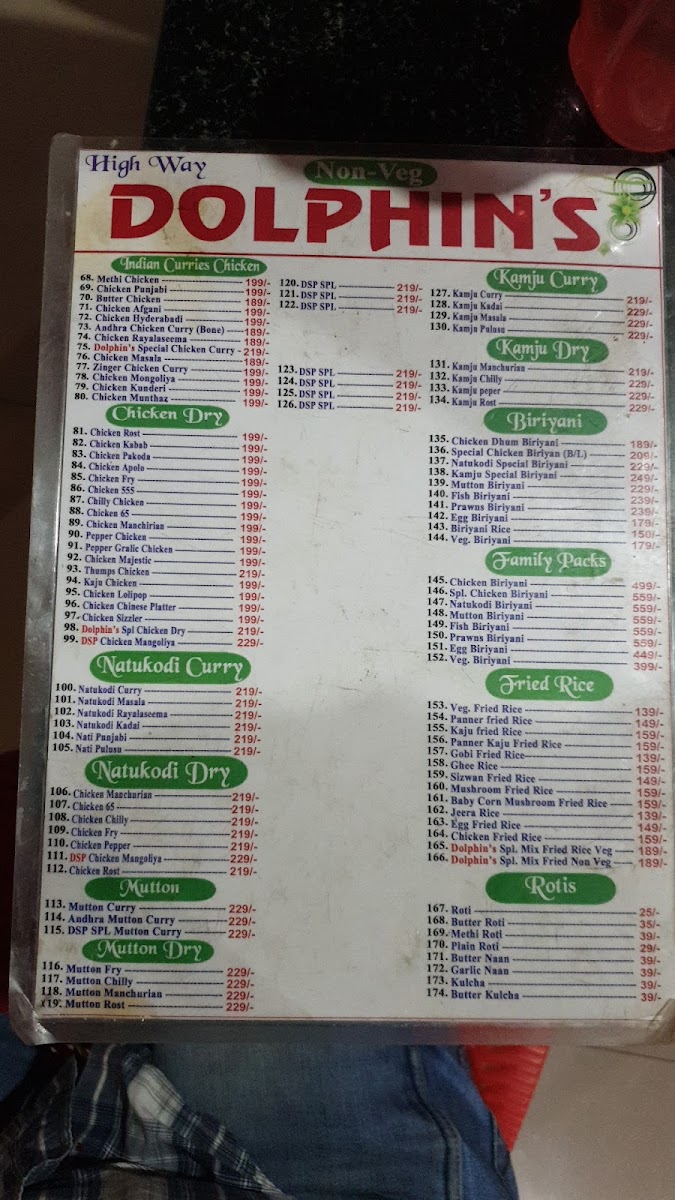 High Way
Non-Veg
DOLPHIN'S
Indian Curries Chicken
68. Methi Chicken 199/-
69. Chicken Punjabi 199/-
70. Butter Chicken 189/-
71. Chicken Afgani 199/-
72. Chicken Hyderabadi 199/-
73. Andhra Chicken Curry (Bone) 189/-
74. Chicken Rayalaseema 189/-
75. Dolphin's Special Chicken Curry - 219/-
76. Chicken Masala 189/-
77. Zinger Chicken Curry 199/-
78. Chicken Mongoliya 199/-
79. Chicken Kunderi 199/-
80. Chicken Munthaz 199/-
Chicken Dry
81. Chicken Rost 199/-
82. Chicken Kabab 199/-
83. Chicken Pakoda 199/-
84. Chicken Apolo 199/-
85. Chicken Fry 199/-
86. Chicken 555 199/-
87. Chilly Chicken 199/-
88. Chicken 65 199/-
89. Chicken Manchirian 199/-
90. Pepper Chicken 199/-
91. Pepper Gralic Chicken 199/-
92. Chicken Majestic 199/-
93. Thumps Chicken 219/-
94. Kaju Chicken 199/-
95. Chicken Lolipop 199/-
96. Chicken Chinese Platter 199/-
97. Chicken Sizzler 199/-
98. Dolphin's Spl Chicken Dry 219/-
99. DSP Chicken Mangoliya 229/-
Natukodi Curry
100. Natukodi Curry 219/-
101. Natukodi Masala 219/-
102. Natukodi Rayalaseema 219/-
103. Natukodi Kadai 219/-
104. Nati Punjabi 219/-
105. Nati Pulusu 219/-
Natukodi Dry
106. Chicken Manchurian 219/-
107. Chicken 65 219/-
108. Chicken Chilly 219/-
109. Chicken Fry 219/-
110. Chicken Pepper 219/-
111. DSP Chicken Mangoliya 229/-
112. Chicken Rost 219/-
Mutton
113. Mutton Curry 229/-
114. Andhra Mutton Curry 229/-
115. DSP SPL Mutton Curry 229/-
Mutton Dry
116. Mutton Fry 229/-
117. Mutton Chilly 229/-
118. Mutton Manchurian 229/-
119. Mutton Rost 229/-
120. DSP SPL 219/-
121. DSP SPL 219/-
122. DSP SPL 219/-
123. DSP SPL 219/-
124. DSP SPL 219/-
125. DSP SPL 219/-
126. DSP SPL 219/-
Kamju Curry
127. Kamju Curry 219/-
128. Kamju Kadai 229/-
129. Kamju Masala 229/-
130. Kamju Pulusu 229/-
Kamju Dry
131. Kamju Manchurian 219/-
132. Kamju Chilly 229/-
133. Kamju peper 229/-
134. Kamju Rost 229/-
Biriyani
135. Chicken Dhum Biriyani 189/-
136. Special Chicken Biriyan (B/L) 209/-
137. Natukodi Special Biriyani 229/-
138. Kamju Special Biriyani 249/-
139. Mutton Biriyani 229/-
140. Fish Biriyani 239/-
141. Prawns Biriyani 239/-
142. Egg Biriyani 179/-
143. Biriyani Rice 150/-
144. Veg. Biriyani 179/-
Family Packs
145. Chicken Biriyani 499/-
146. Spl. Chicken Biriyani 559/-
147. Natukodi Biriyani 559/-
148. Mutton Biriyani 559/-
149. Fish Biriyani 559/-
150. Prawns Biriyani 559/-
151. Egg Biriyani 449/-
152. Veg. Biriyani 399/-
Fried Rice
153. Veg. Fried Rice 139/-
154. Panner fried Rice 149/-
155. Kaju fried Rice 159/-
156. Panner Kaju Fried Rice 159/-
157. Gobi Fried Rice 139/-
158. Ghee Rice 159/-
159. Sizwan Fried Rice 149/-
160. Mushroom Fried Rice 159/-
161. Baby Corn Mushroom Fried Rice 159/-
162. Jeera Rice 139/-
163. Egg Fried Rice 149/-
164. Chicken Fried Rice 159/-
165. Dolphin's Spl. Mix Fried Rice Veg 189/-
166. Dolphin's Spl. Mix Fried Non Veg 189/-
Rotis
167. Roti 25/-
168. Butter Roti 35/-
169. Methi Roti 39/-
170. Plain Roti 29/-
171. Butter Naan 39/-
172. Garlic Naan 39/-
173. Kulcha 39/-
174. Butter Kulcha 39/-